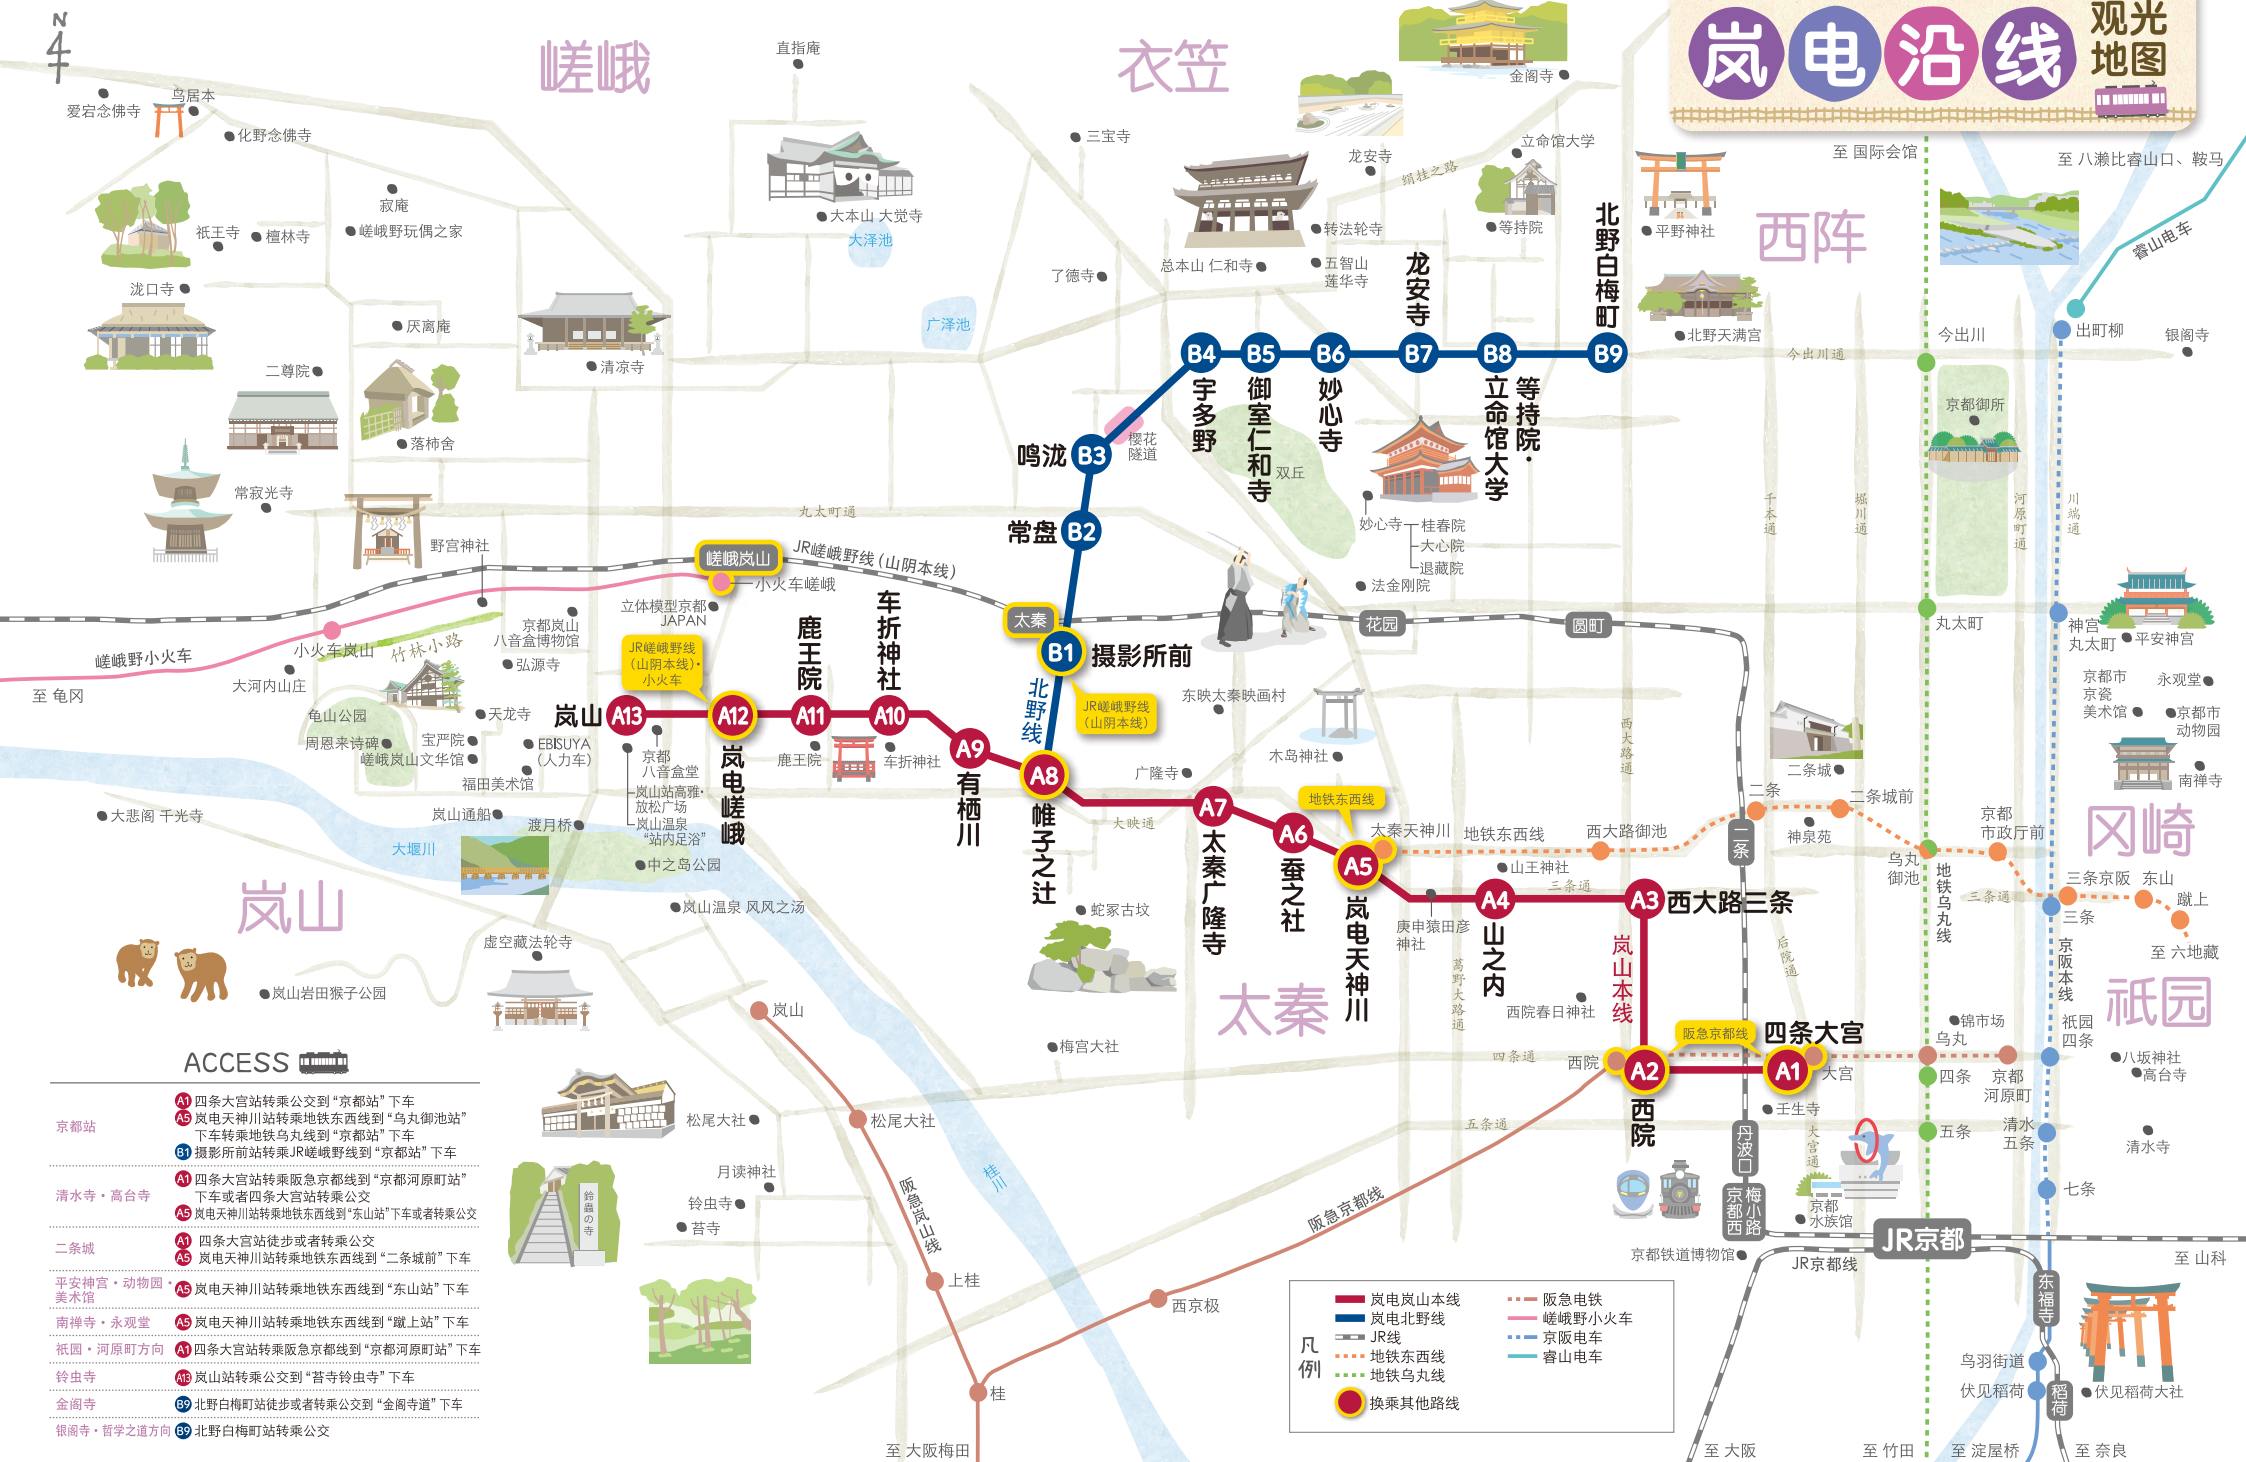 岚电沿线
观光
地图
N
嵯峨
衣笠
西阵
岚山
太秦
冈崎
祇园
直指庵
鸟居本
爱宕念佛寺
化野念佛寺
寂庵
祇王寺
檀林寺
嵯峨野玩偶之家
大本山 大觉寺
大泽池
泷口寺
厌离庵
清凉寺
二尊院
落柿舍
常寂光寺
野宫神社
三宝寺
了德寺
广泽池
金阁寺
龙安寺
立命馆大学
绢挂之路
转法轮寺
等持院
总本山 仁和寺
五智山
莲华寺
平野神社
北野天满宫
至 国际会馆
至 八濑比睿山口、鞍马
睿山电车
出町柳
银阁寺
今出川
今出川通
京都御所
北野白梅町
龙安寺
B4
B5
B6
B7
B8
B9
宇多野
御室仁和寺
妙心寺
立命馆大学
等持院·
鸣泷
B3
樱花
隧道
双丘
常盘
B2
妙心寺
桂春院
大心院
退藏院
法金刚院
千本通
堀川通
河原町通
川端通
丸太町通
JR嵯峨野线(山阴本线)
嵯峨岚山
小火车嵯峨
立体模型京都
JAPAN
太秦
花园
圆町
B1
摄影所前
JR嵯峨野线
(山阴本线)
北野线
丸太町
神宫
丸太町
平安神宫
京都市
京瓷
美术馆
永观堂
京都市
动物园
南禅寺
嵯峨野小火车
至 龟冈
小火车岚山
竹林小路
大河内山庄
京都岚山
八音盒博物馆
弘源寺
JR嵯峨野线
(山阴本线)·
小火车
鹿王院
车折神社
龟山公园
周恩来诗碑
天龙寺
宝严院
嵯峨岚山文华馆
EBISUYA
(人力车)
福田美术馆
岚山
A13
A12
A11
A10
岚电嵯峨
京都
八音盒堂
岚山站高雅·
放松广场
岚山温泉
“站内足浴”
鹿王院
车折神社
A9
有栖川
A8
帷子之辻
大悲阁 千光寺
岚山通船
渡月桥
大堰川
中之岛公园
岚山温泉 风风之汤
东映太秦映画村
木岛神社
广隆寺
大映通
A7
太秦广隆寺
A6
蚕之社
地铁东西线
A5
岚电天神川
太秦天神川
地铁东西线
西大路御池
西大路通
二条
二条
二条城
二条城前
神泉苑
京都
市政厅前
乌丸
御池
地铁乌丸线
三条通
三条京阪
东山
蹴上
三条
至 六地藏
京阪本线
山王神社
三条通
庚申猿田彦
神社
A4
山之内
A3
西大路三条
岚山本线
葛野大路通
后院通
西院春日神社
蛇冢古坟
虚空藏法轮寺
岚山岩田猴子公园
岚山
梅宫大社
四条通
西院
A2
西院
阪急京都线
四条大宫
A1
大宫
壬生寺
锦市场
乌丸
祇园
四条
四条
京都
河原町
八坂神社
高台寺
五条通
五条
清水
五条
清水寺
七条
大宫通
丹波口
梅小路
京都西
京都
水族馆
京都铁道博物馆
JR京都
JR京都线
至 山科
东福寺
鸟羽街道
伏见稻荷
稻荷
伏见稻荷大社
至 大阪
至 竹田
至 淀屋桥
至 奈良
松尾大社
松尾大社
月读神社
铃虫寺
苔寺
鈴蟲の寺
阪急岚山线
桂川
上桂
桂
西京极
阪急京都线
至 大阪梅田
ACCESS
京都站
A1 四条大宫站转乘公交到“京都站”下车
A5 岚电天神川站转乘地铁东西线到“乌丸御池站”
下车转乘地铁乌丸线到“京都站”下车
B1 摄影所前站转乘JR嵯峨野线到“京都站”下车
清水寺·高台寺
A1 四条大宫站转乘阪急京都线到“京都河原町站”
下车或者四条大宫站转乘公交
A5 岚电天神川站转乘地铁东西线到“东山站”下车或者转乘公交
二条城
A1 四条大宫站徒步或者转乘公交
A5 岚电天神川站转乘地铁东西线到“二条城前”下车
平安神宫·动物园·
美术馆
A5 岚电天神川站转乘地铁东西线到“东山站”下车
南禅寺·永观堂
A5 岚电天神川站转乘地铁东西线到“蹴上站”下车
祇园·河原町方向
A1 四条大宫站转乘阪急京都线到“京都河原町站”下车
铃虫寺
A13 岚山站转乘公交到“苔寺铃虫寺”下车
金阁寺
B9 北野白梅町站徒步或者转乘公交到“金阁寺道”下车
银阁寺·哲学之道方向
B9 北野白梅町站转乘公交
凡例
岚电岚山本线
岚电北野线
JR线
地铁东西线
地铁乌丸线
换乘其他路线
阪急电铁
嵯峨野小火车
京阪电车
睿山电车